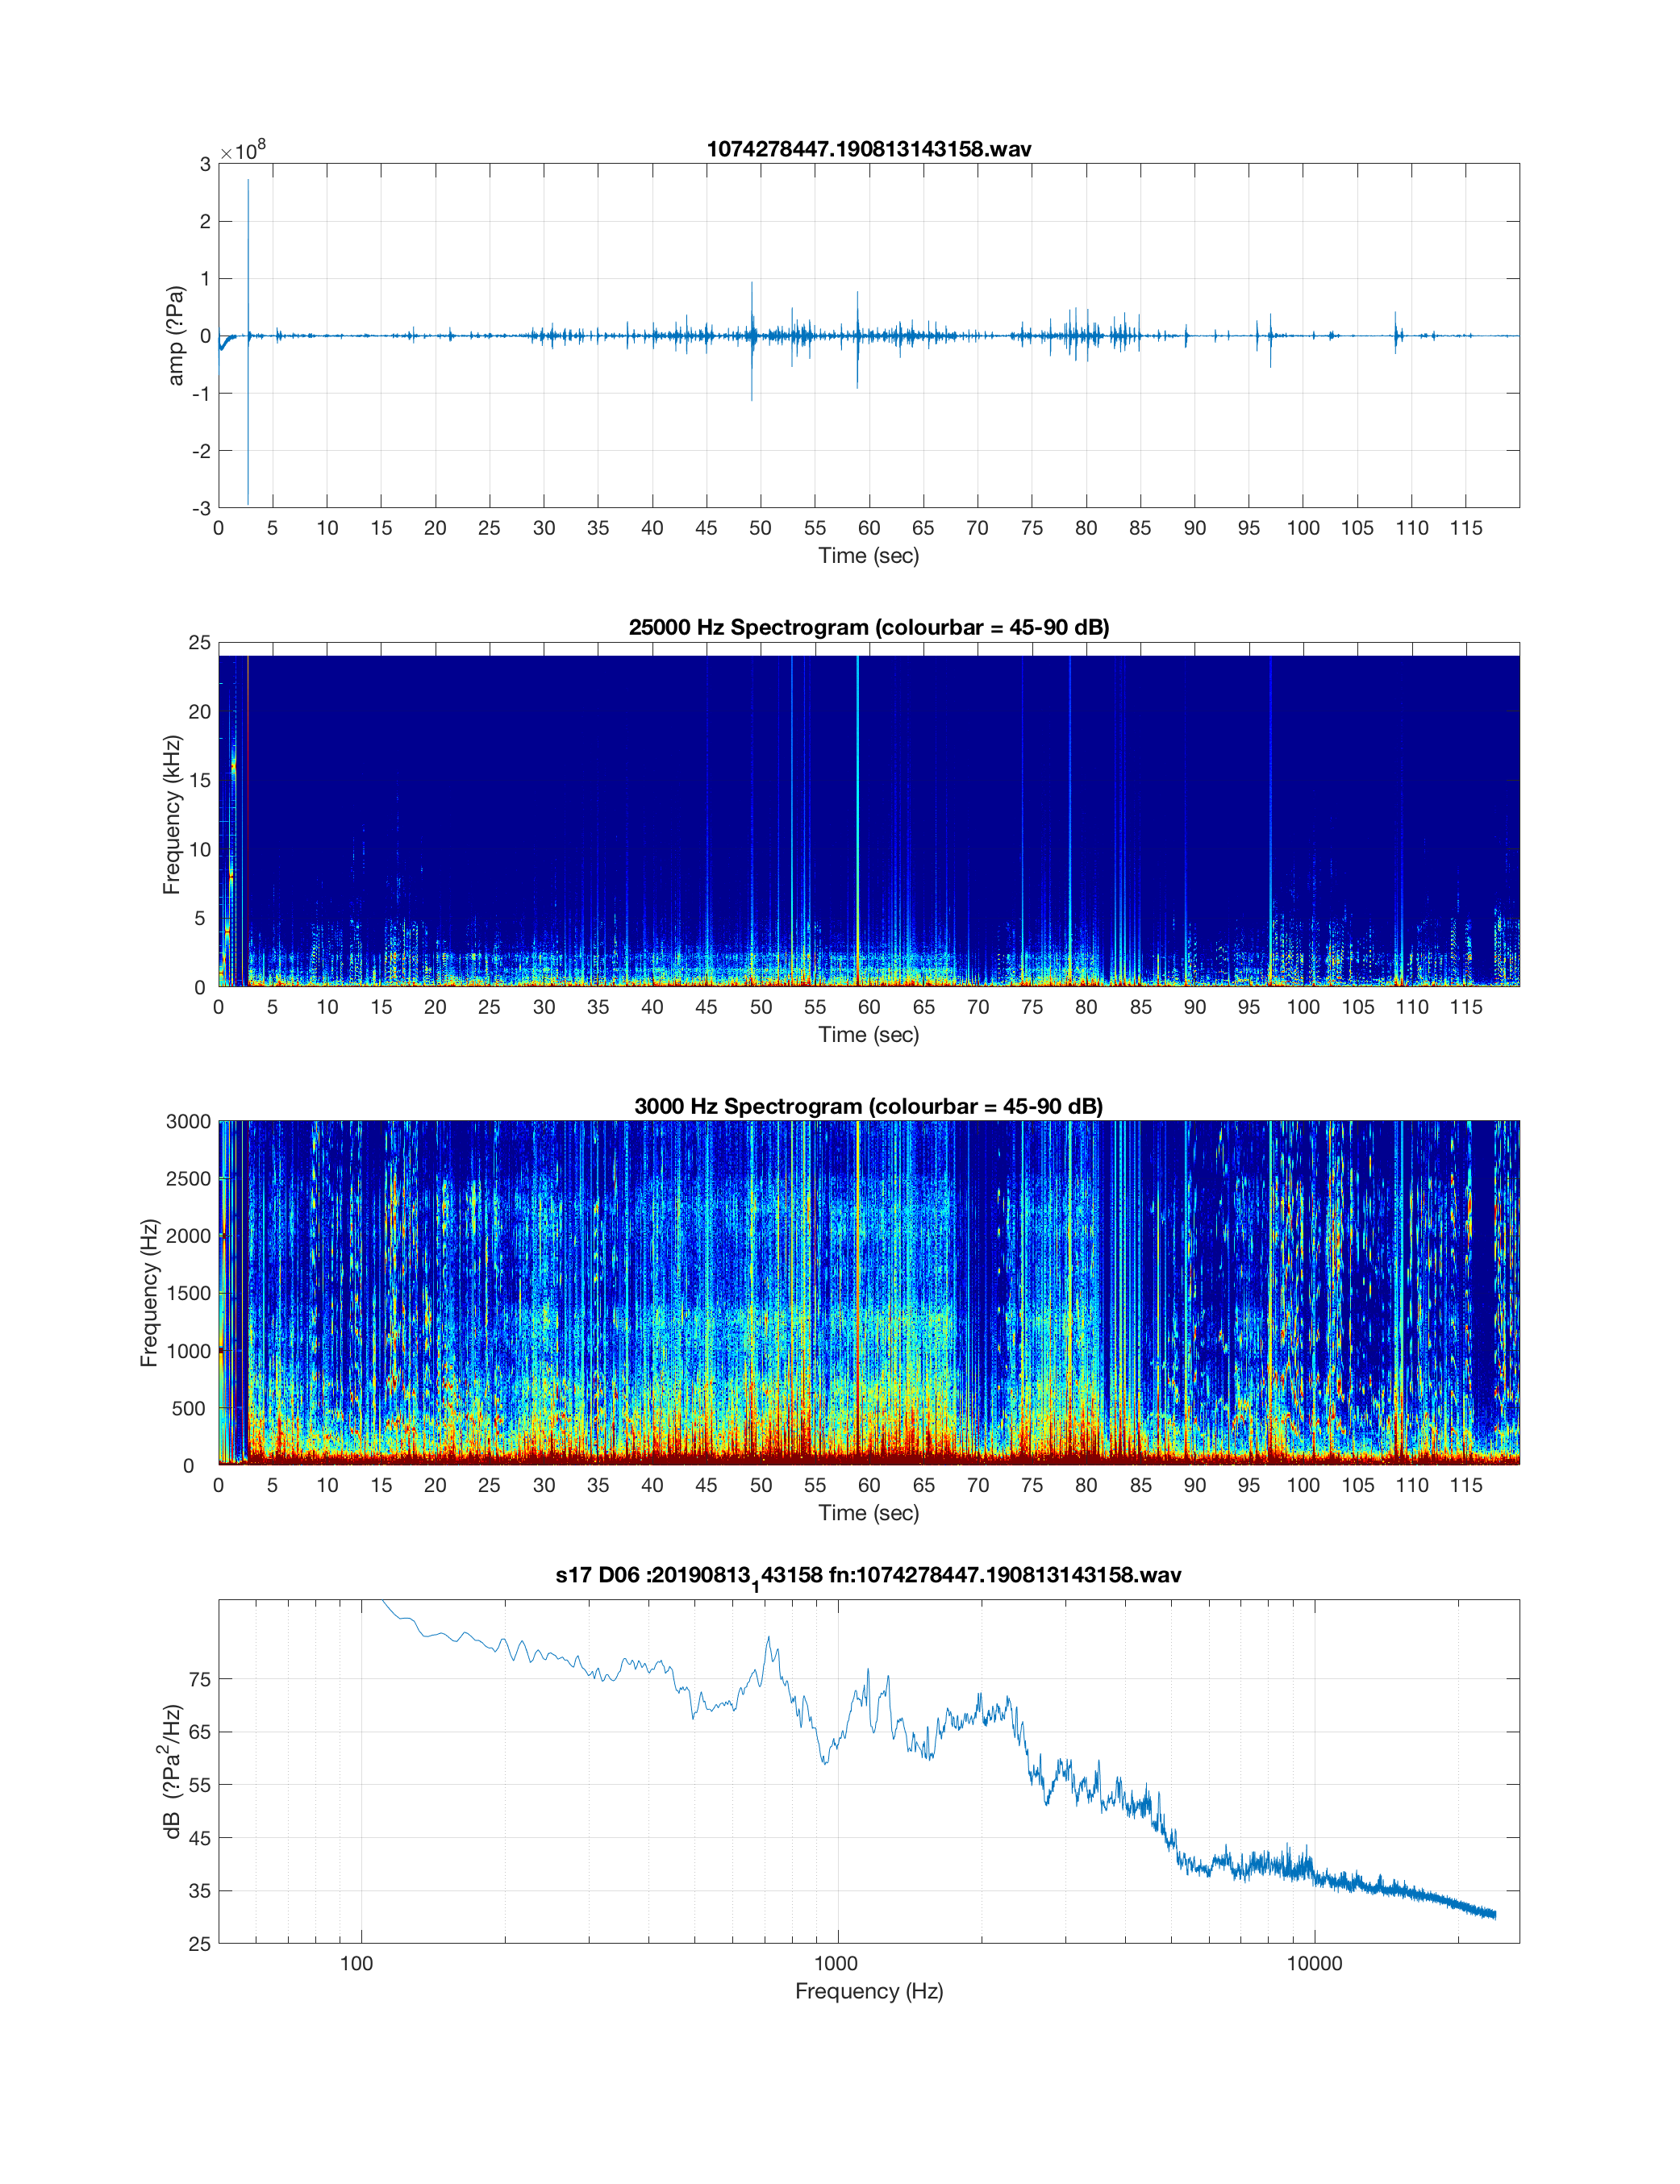 1074278447.190813143158.wav
×10⁸
3
2
1
0
-1
-2
-3
amp (?Pa)
0 5 10 15 20 25 30 35 40 45 50 55 60 65 70 75 80 85 90 95 100 105 110 115
Time (sec)
25000 Hz Spectrogram (colourbar = 45-90 dB)
25
20
15
10
5
0
Frequency (kHz)
0 5 10 15 20 25 30 35 40 45 50 55 60 65 70 75 80 85 90 95 100 105 110 115
Time (sec)
3000 Hz Spectrogram (colourbar = 45-90 dB)
3000
2500
2000
1500
1000
500
0
Frequency (Hz)
0 5 10 15 20 25 30 35 40 45 50 55 60 65 70 75 80 85 90 95 100 105 110 115
Time (sec)
s17 D06 :20190813₁43158 fn:1074278447.190813143158.wav
75
65
55
45
35
25
dB (?Pa²/Hz)
100 1000 10000
Frequency (Hz)